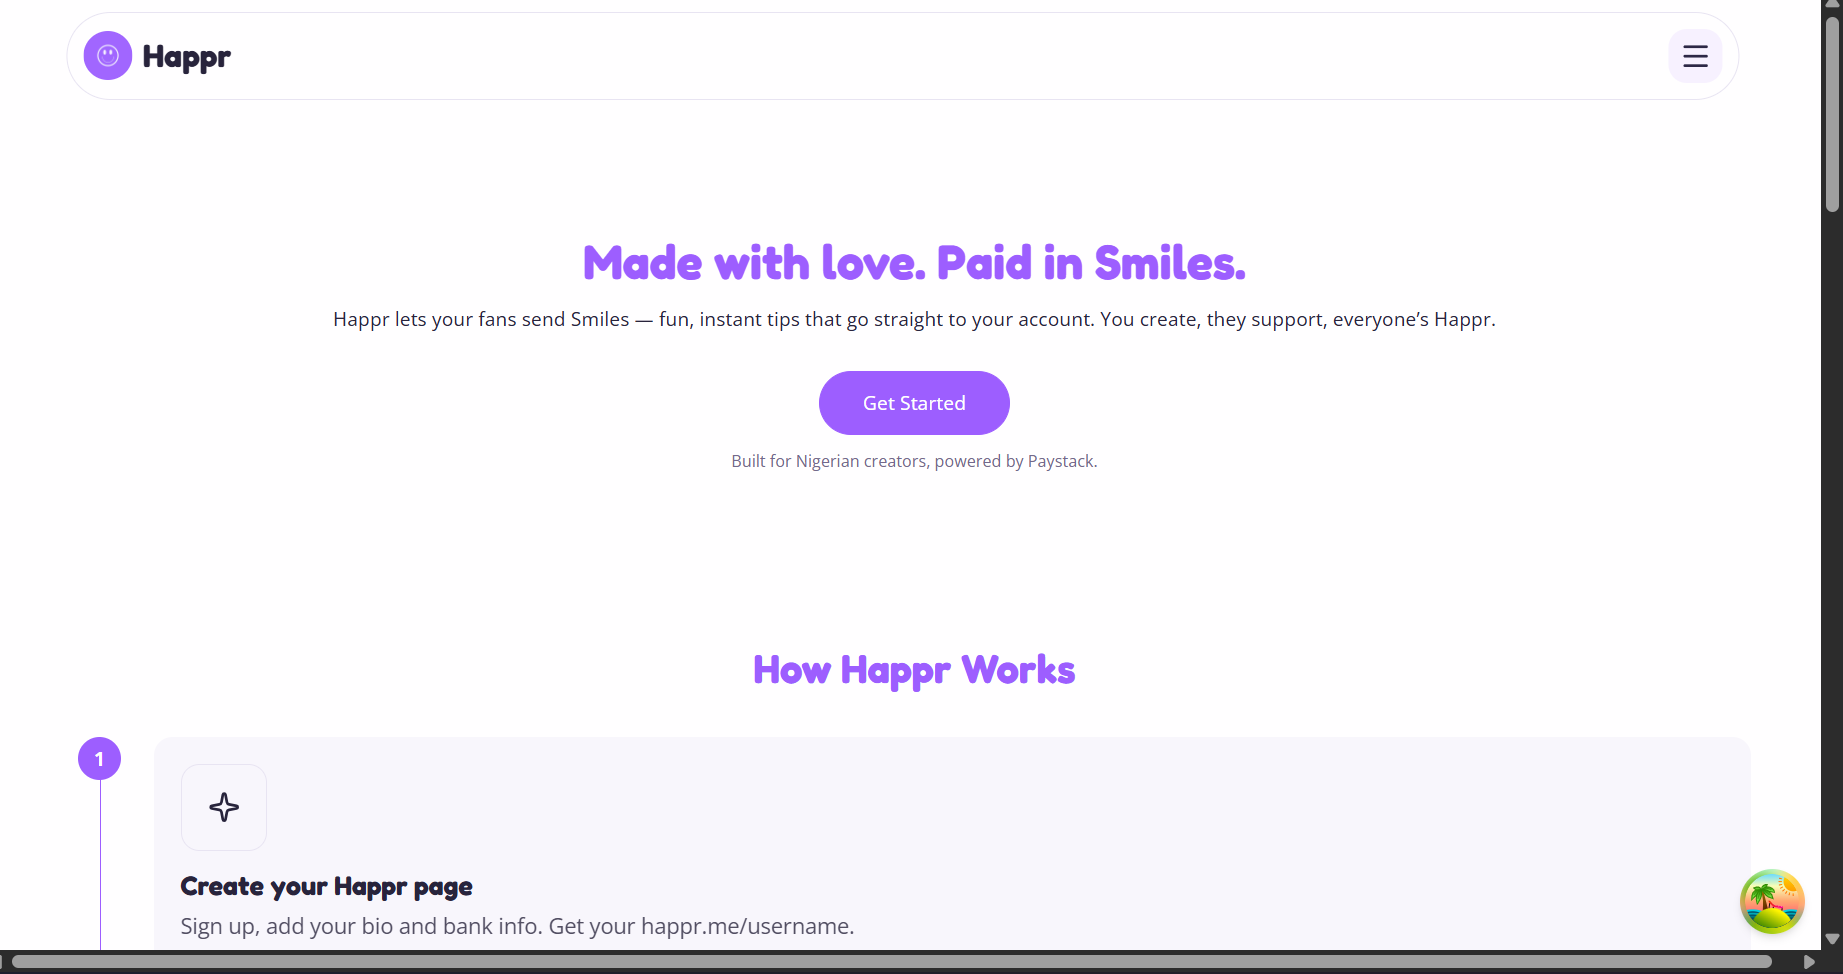 Happr
Made with love. Paid in Smiles.
Happr lets your fans send Smiles — fun, instant tips that go straight to your account. You create, they support, everyone’s Happr.
Get Started
Built for Nigerian creators, powered by Paystack.
How Happr Works
1
Create your Happr page
Sign up, add your bio and bank info. Get your happr.me/username.